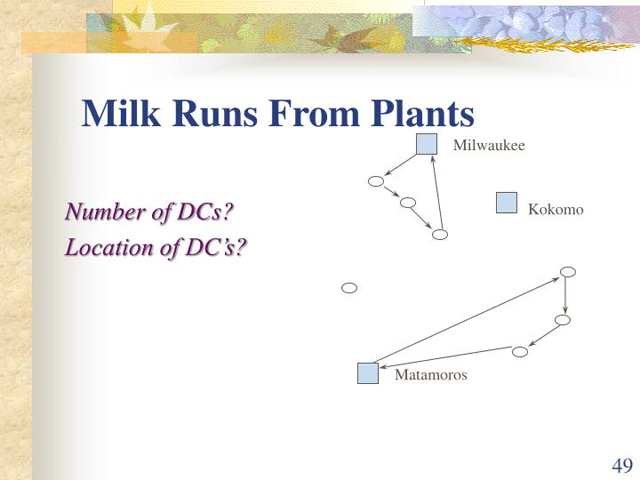 Milk Runs From Plants
Milwaukee
Number of DCs?
Kokomo
Location of DC’s?
Matamoros
49